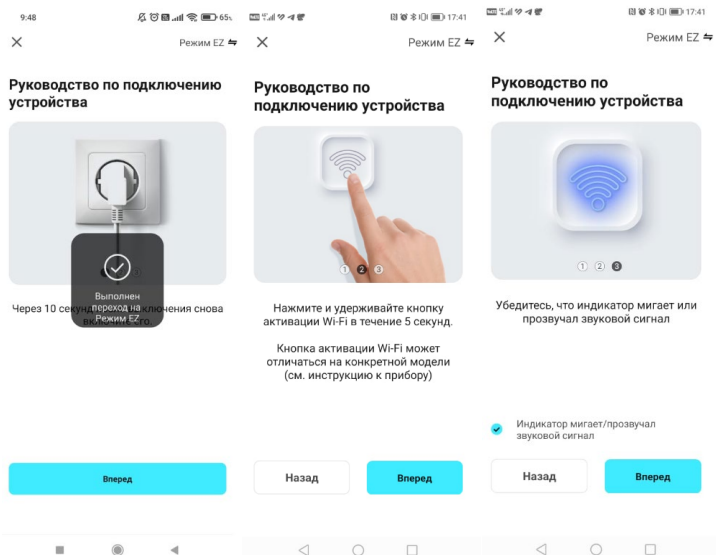 9:48
65
Режим EZ
Руководство по подключению
устройства
Выполнен
переход на
Режим EZ
Через 10 секунд
включите его.
снова
Вперед
17:41
Режим EZ
Руководство по
подключению устройства
1 2 3
Нажмите и удерживайте кнопку
активации Wi-Fi в течение 5 секунд.
Кнопка активации Wi-Fi может
отличаться на конкретной модели
(см. инструкцию к прибору)
Назад
Вперед
17:41
Режим EZ
Руководство по
подключению устройства
1 2 3
Убедитесь, что индикатор мигает или
прозвучал звуковой сигнал
Индикатор мигает/прозвучал
звуковой сигнал
Назад
Вперед